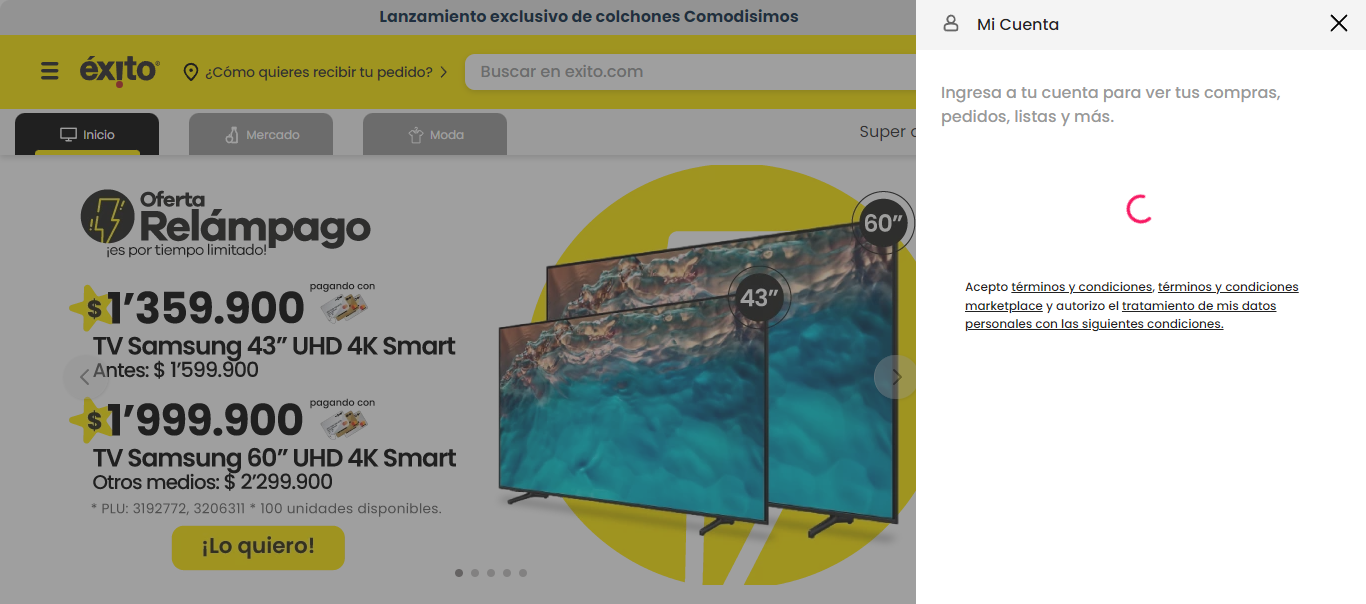 Lanzamiento exclusivo de colchones Comodisimos
éxito
¿Cómo quieres recibir tu pedido?
Buscar en exito.com
Inicio
Mercado
Moda
Super
Oferta
Relámpago
¡es por tiempo limitado!
$ 1’359.900
pagando con
TV Samsung 43” UHD 4K Smart
Antes: $ 1’599.900
$ 1’999.900
pagando con
TV Samsung 60” UHD 4K Smart
Otros medios: $ 2’299.900
* PLU: 3192772, 3206311 * 100 unidades disponibles.
¡Lo quiero!
60”
43”
Mi Cuenta
Ingresa a tu cuenta para ver tus compras,
pedidos, listas y más.
Acepto términos y condiciones, términos y condiciones
marketplace y autorizo el tratamiento de mis datos
personales con las siguientes condiciones.